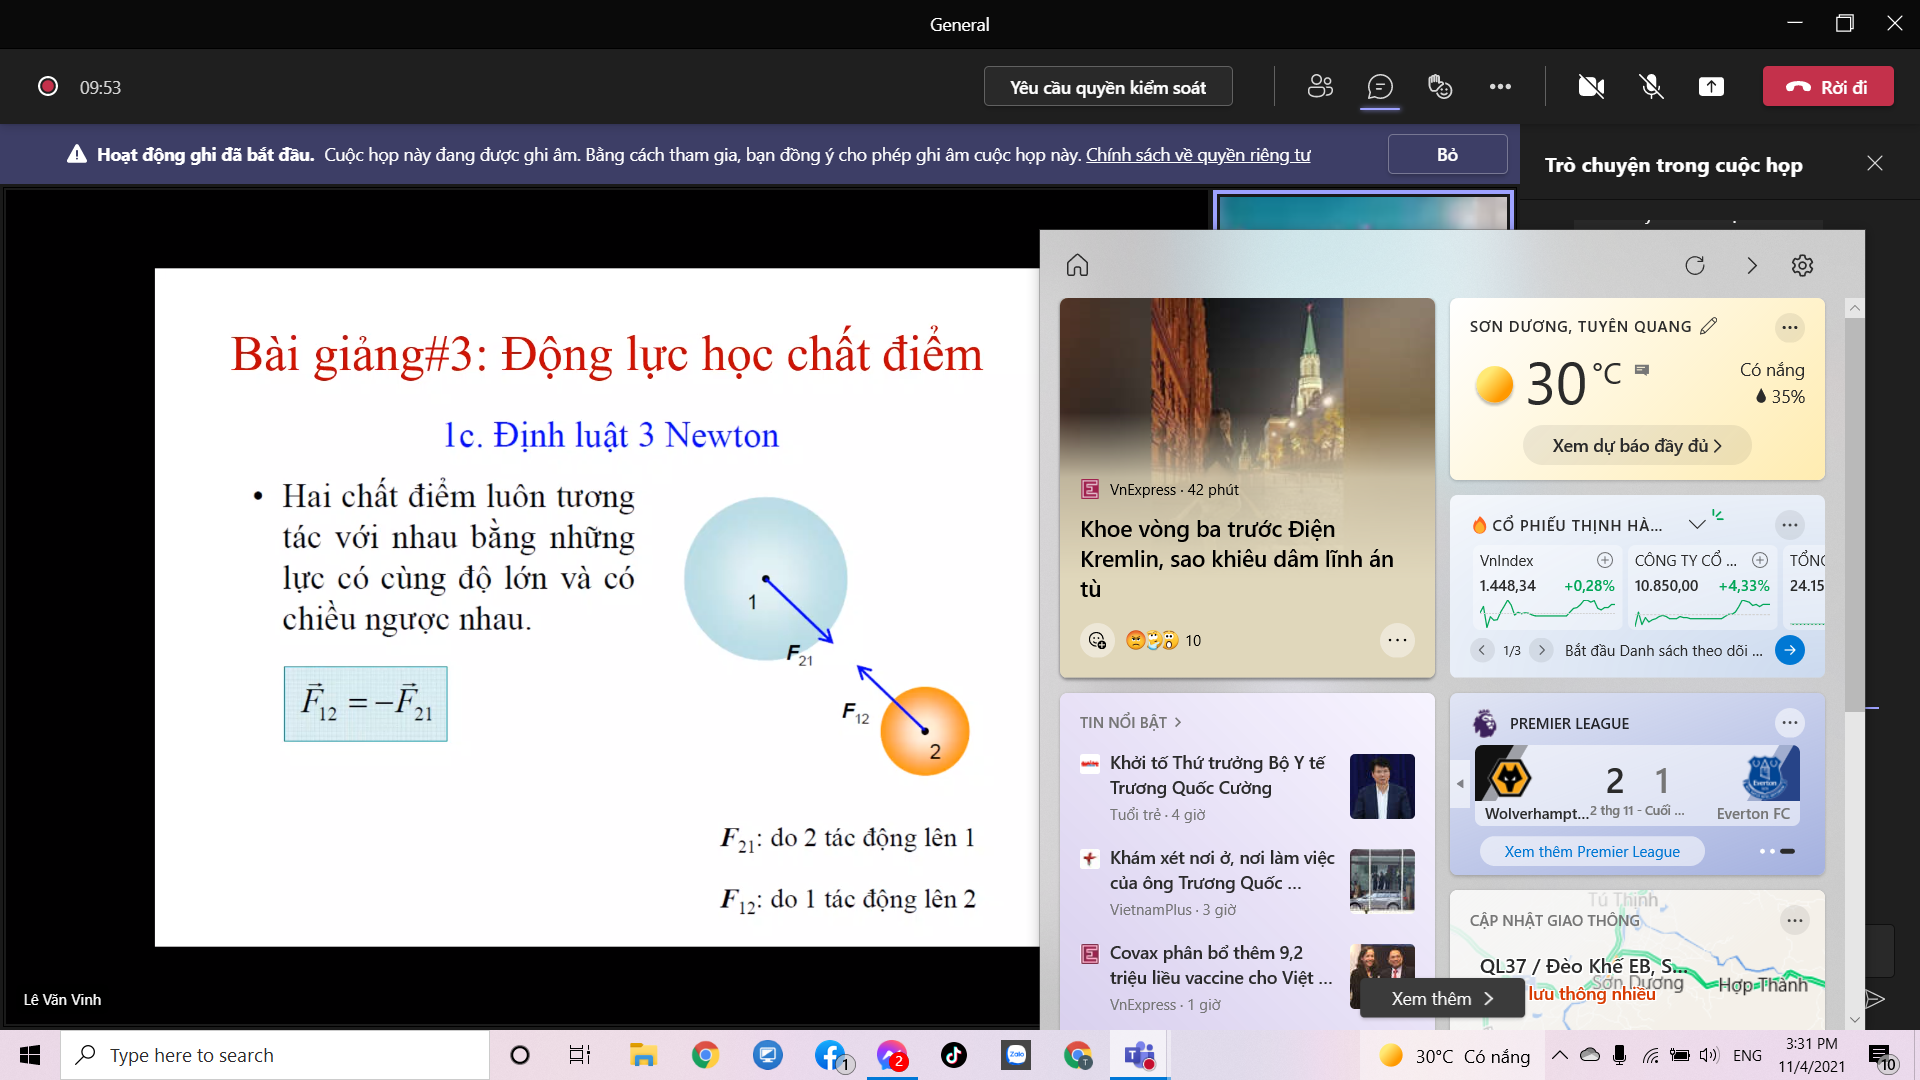 General
09:53
Yêu cầu quyền kiểm soát
Rời đi
Hoạt động ghi đã bắt đầu. Cuộc họp này đang được ghi âm. Bằng cách tham gia, bạn đồng ý cho phép ghi âm cuộc họp này. Chính sách về quyền riêng tư
Bỏ
Trò chuyện trong cuộc họp
Bài giảng#3: Động lực học chất điểm
1c. Định luật 3 Newton
• Hai chất điểm luôn tương
tác với nhau bằng những
lực có cùng độ lớn và có
chiều ngược nhau.
F₁₂ = −F₂₁
1
F₂₁
F₁₂
2
F₂₁: do 2 tác động lên 1
F₁₂: do 1 tác động lên 2
Lê Văn Vinh
VnExpress · 42 phút
Khoe vòng ba trước Điện
Kremlin, sao khiêu dâm lĩnh án
tù
10
SƠN DƯƠNG, TUYÊN QUANG
30 °C
Có nắng
35%
Xem dự báo đầy đủ
CỔ PHIẾU THỊNH HÀ...
VnIndex
1.448,34 +0,28%
CÔNG TY CỔ ...
10.850,00 +4,33%
TỔNG
24.15
1/3
Bắt đầu Danh sách theo dõi ...
TIN NỔI BẬT
Khởi tố Thứ trưởng Bộ Y tế
Trương Quốc Cường
Tuổi trẻ · 4 giờ
Khám xét nơi ở, nơi làm việc
của ông Trương Quốc ...
VietnamPlus · 3 giờ
Covax phân bổ thêm 9,2
triệu liều vaccine cho Việt ...
VnExpress · 1 giờ
PREMIER LEAGUE
2 1
Everton
Wolverhampt...
2 thg 11 - Cuối ...
Everton FC
Xem thêm Premier League
CẬP NHẬT GIAO THÔNG
Tú Thịnh
QL37 / Đèo Khế EB, S...
Sơn Dương
Hợp Thành
lưu thông nhiều
Xem thêm
Type here to search
1
2
Zalo
T
30°C Có nắng
ENG
3:31 PM
11/4/2021
10